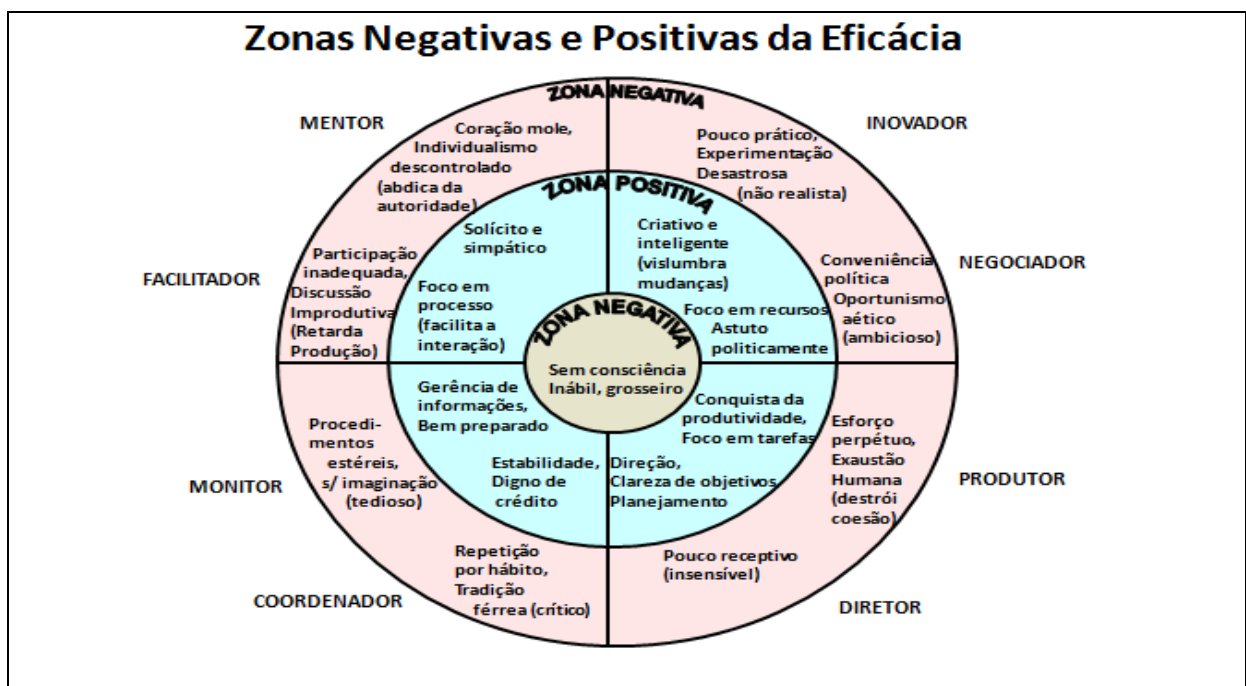 Zonas Negativas e Positivas da Eficácia
ZONA NEGATIVA
MENTOR
Coração mole,
Individualismo
descontrolado
(abdica da
autoridade)
INOVADOR
Pouco prático,
Experimentação
Desastrosa
(não realista)
ZONA POSITIVA
Solícito e
simpático
Criativo e
inteligente
(vislumbra
mudanças)
FACILITADOR
Participação
inadequada,
Discussão
Improdutiva
(Retarda
Produção)
Foco em
processo
(facilita a
interação)
Foco em recursos
Astuto
politicamente
Conveniência
política
Oportunismo
aético
(ambicioso)
NEGOCIADOR
ZONA NEGATIVA
Sem consciência
Inábil, grosseiro
MONITOR
Procedi-
mentos
estéreis,
s/ imaginação
(tedioso)
Gerência de
informações,
Bem preparado
Conquista da
produtividade,
Foco em tarefas
Esforço
perpétuo,
Exaustão
Humana
(destrói
coesão)
PRODUTOR
Estabilidade,
Digno de
crédito
Direção,
Clareza de objetivos
Planejamento
COORDENADOR
Repetição
por hábito,
Tradição
férrea (crítico)
Pouco receptivo
(insensível)
DIRETOR